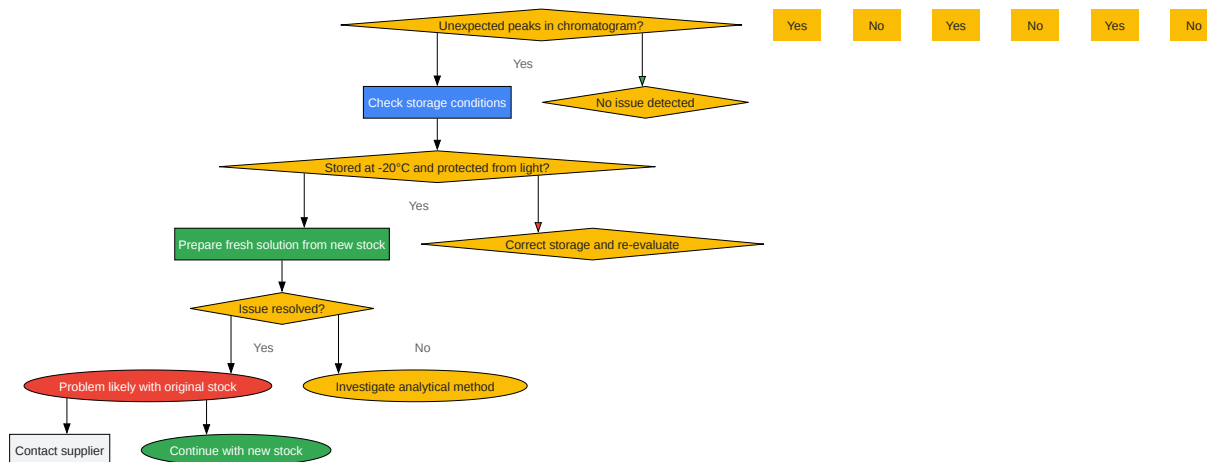 Unexpected peaks in chromatogram?
Yes
No
Yes
No
Yes
No
Yes
Check storage conditions
No issue detected
Stored at -20°C and protected from light?
Yes
Prepare fresh solution from new stock
Correct storage and re-evaluate
Issue resolved?
Yes
No
Problem likely with original stock
Investigate analytical method
Contact supplier
Continue with new stock